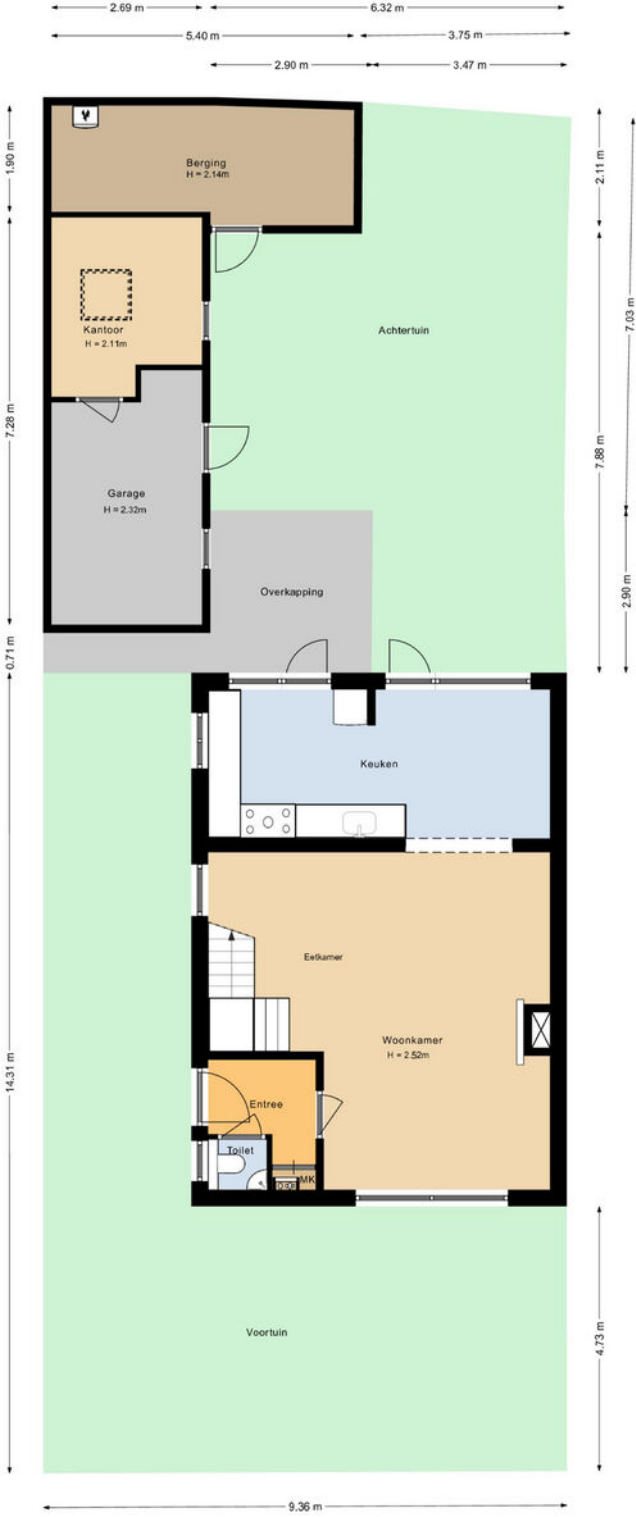 2.69 m
6.32 m
5.40 m
3.75 m
2.90 m
3.47 m
1.90 m
2.11 m
Berging
H = 2.14m
7.28 m
Kantoor
H = 2.11m
Achtertuin
7.03 m
7.88 m
Garage
H = 2.32m
Overkapping
2.90 m
0.71 m
Keuken
Eetkamer
Woonkamer
H = 2.52m
14.31 m
Entree
Toilet
MK
Voortuin
4.73 m
9.36 m